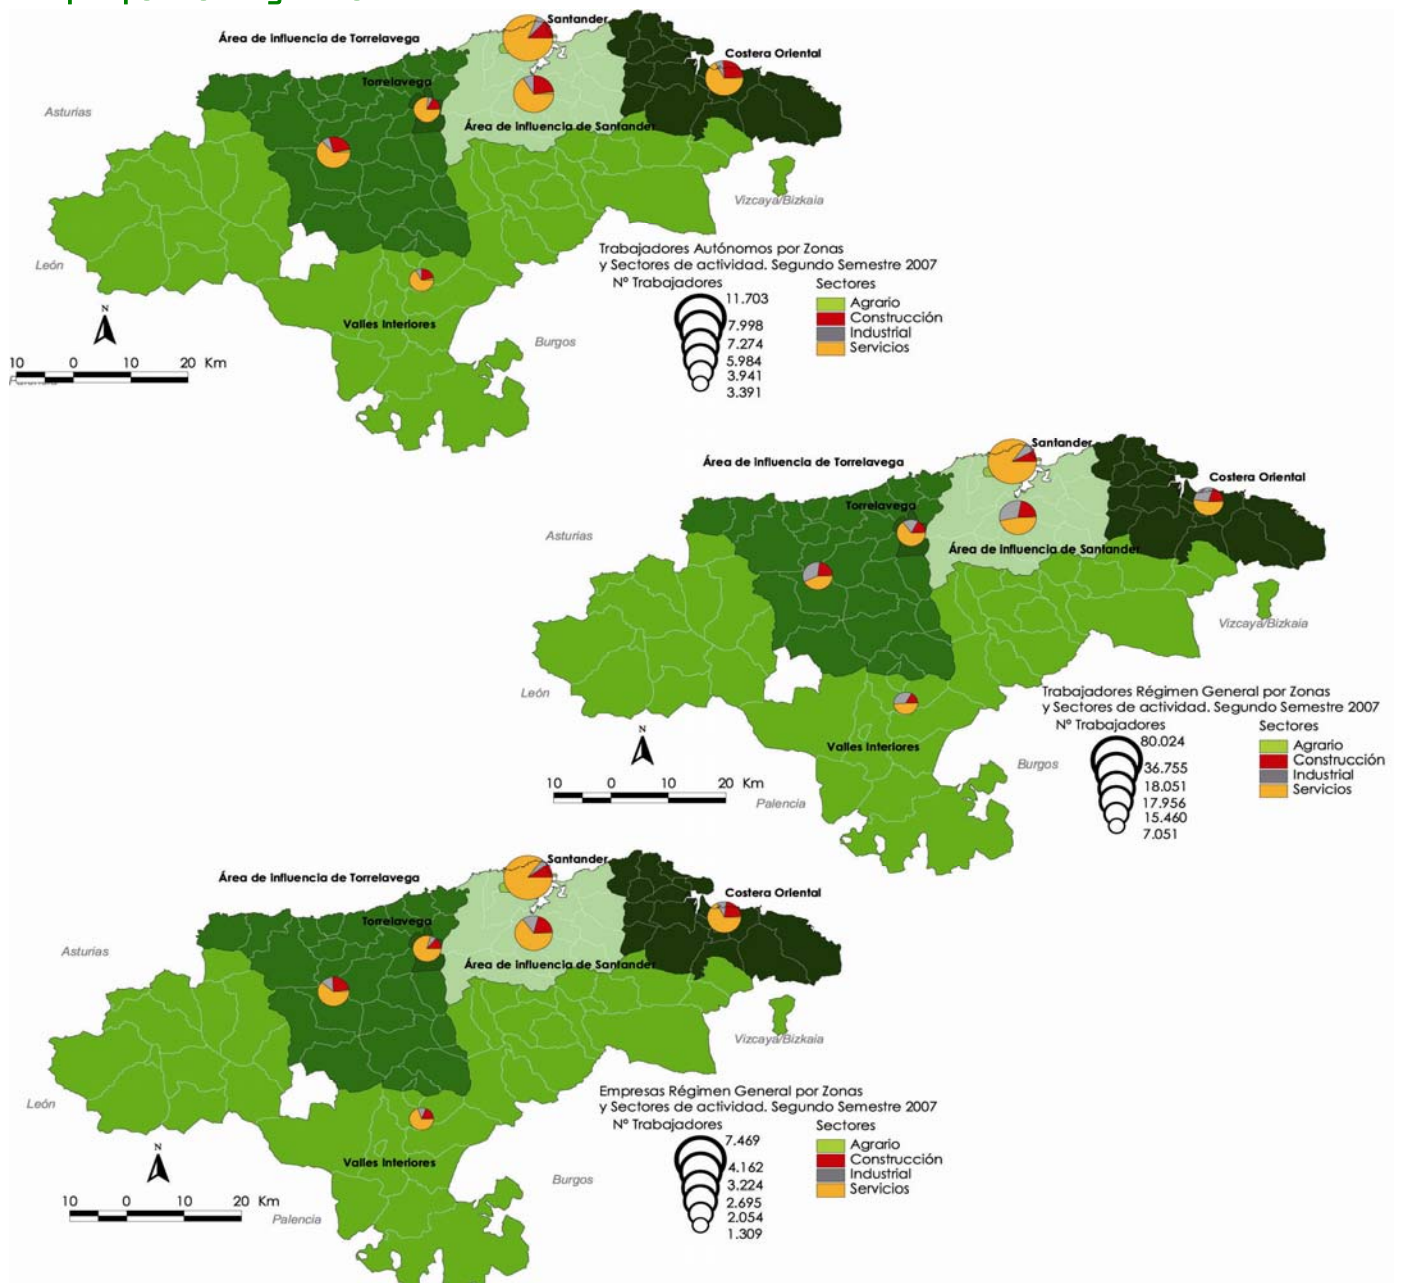 Santander
Área de influencia de Torrelavega
Costera Oriental
Torrelavega
Asturias
Área de influencia de Santander
Vizcaya/Bizkaia
Trabajadores Autónomos por Zonas
y Sectores de actividad. Segundo Semestre 2007
León
Nº Trabajadores
Sectores
11.703
7.998
7.274
5.984
3.941
3.391
Agrario
Construcción
Industrial
Servicios
N
Valles Interiores
Burgos
10 0 10 20 Km
Santander
Área de influencia de Torrelavega
Costera Oriental
Torrelavega
Asturias
Área de influencia de Santander
Vizcaya/Bizkaia
León
Trabajadores Régimen General por Zonas
y Sectores de actividad. Segundo Semestre 2007
Nº Trabajadores
Sectores
80.024
36.755
18.051
17.956
15.460
7.051
Agrario
Construcción
Industrial
Servicios
N
Valles Interiores
Burgos
10 0 10 20 Km
Palencia
Santander
Área de influencia de Torrelavega
Costera Oriental
Torrelavega
Asturias
Área de influencia de Santander
Vizcaya/Bizkaia
León
Empresas Régimen General por Zonas
y Sectores de actividad. Segundo Semestre 2007
Nº Trabajadores
Sectores
7.469
4.162
3.224
2.695
2.054
1.309
Agrario
Construcción
Industrial
Servicios
N
Valles Interiores
Burgos
10 0 10 20 Km
Palencia